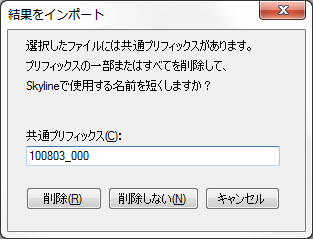 結果をインポート
選択したファイルには共通プリフィックスがあります。
プリフィックスの一部またはすべてを削除して、
Skylineで使用する名前を短くしますか？
共通プリフィックス(C):
100803_000
削除(R)
削除しない(N)
キャンセル